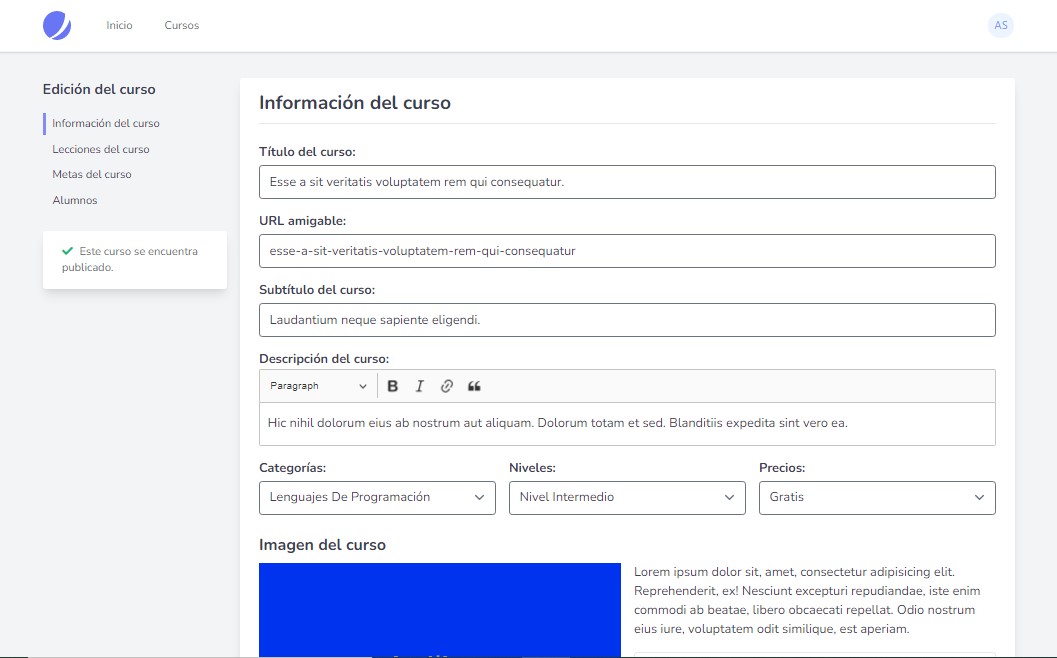 Inicio
Cursos
AS
Edición del curso
Información del curso
Lecciones del curso
Metas del curso
Alumnos
Este curso se encuentra
publicado.
Información del curso
Título del curso:
Esse a sit veritatis voluptatem rem qui consequatur.
URL amigable:
esse-a-sit-veritatis-voluptatem-rem-qui-consequatur
Subtítulo del curso:
Laudantium neque sapiente eligendi.
Descripción del curso:
Paragraph
B I
Hic nihil dolorum eius ab nostrum aut aliquam. Dolorum totam et sed. Blanditiis expedita sint vero ea.
Categorías:
Lenguajes De Programación
Niveles:
Nivel Intermedio
Precios:
Gratis
Imagen del curso
Lorem ipsum dolor sit, amet, consectetur adipisicing elit.
Reprehenderit, ex! Nesciunt excepturi repudiandae, iste enim
commodi ab beatae, libero obcaecati repellat. Odio nostrum
eius iure, voluptatem odit similique, est aperiam.